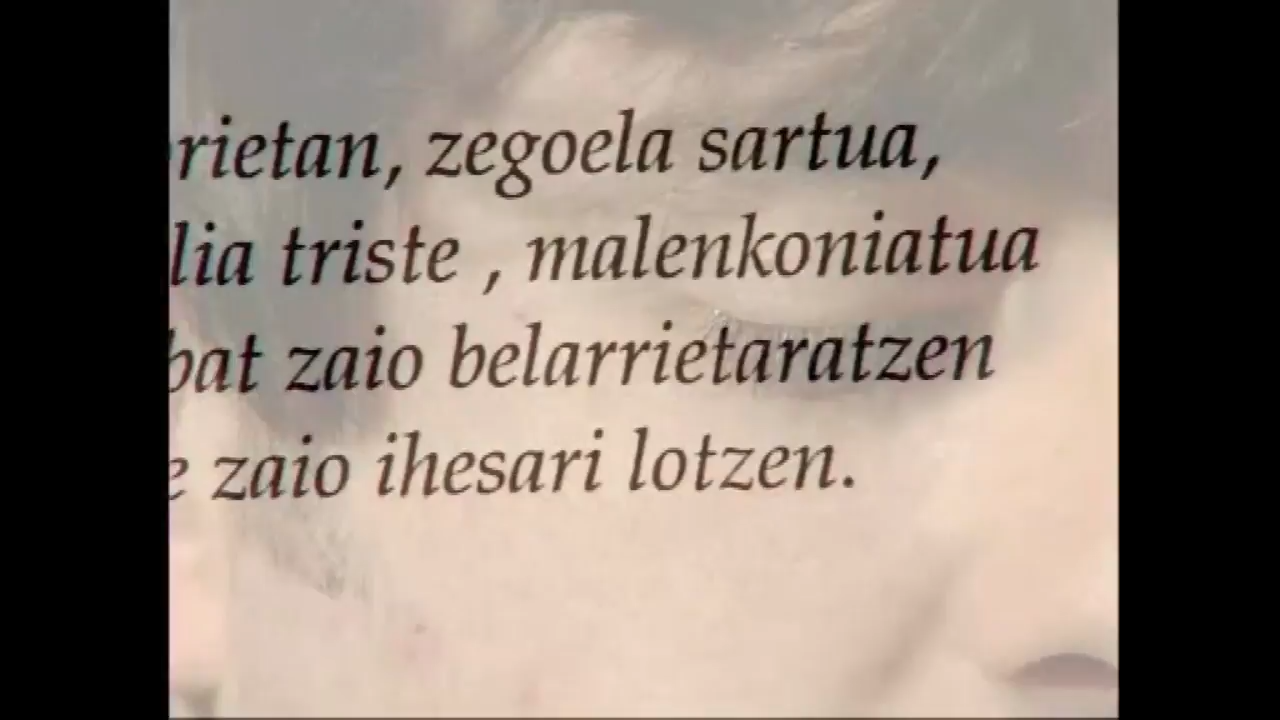 rietan, zegoela sartua,
lia triste , malenkoniatua
bat zaio belarrietaratzen
e zaio ihesari lotzen.